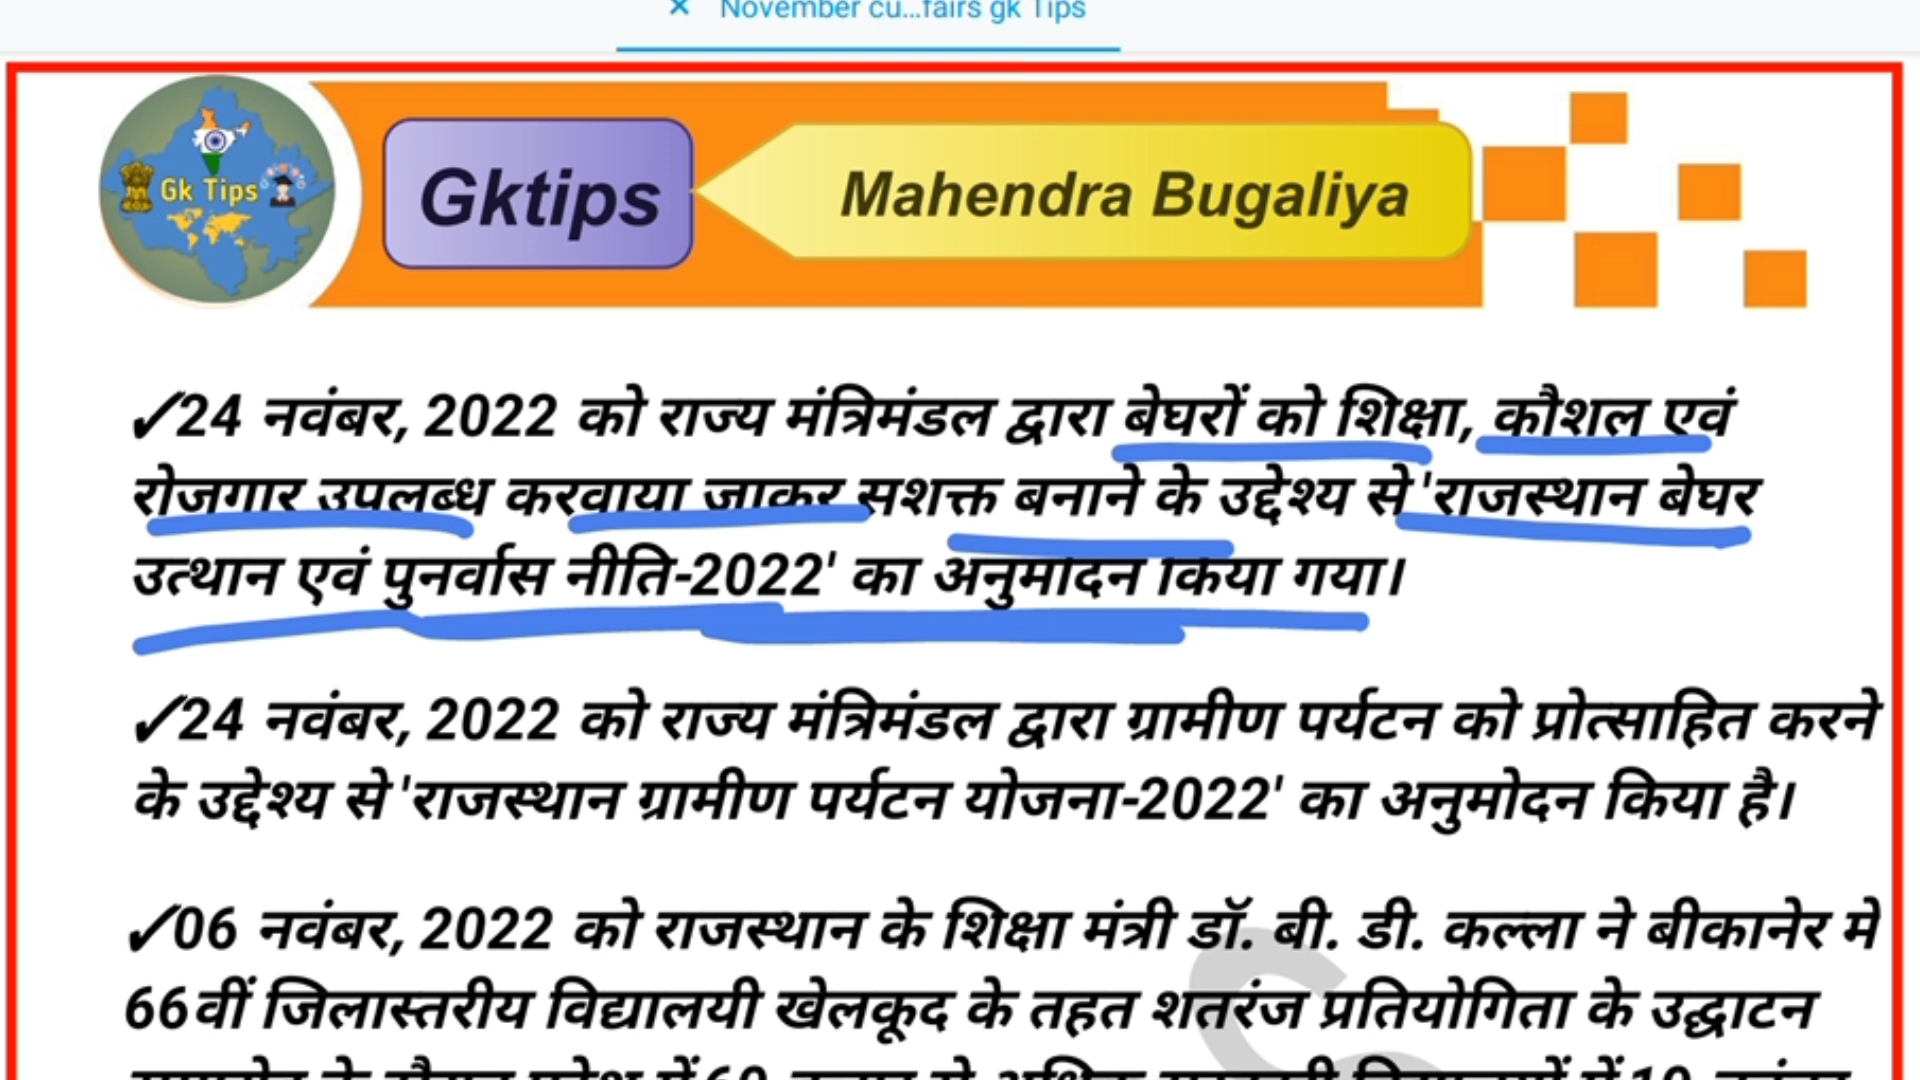 × November cu...fairs gk Tips
Gk Tips
Gktips
Mahendra Bugaliya
✓24 नवंबर, 2022 को राज्य मंत्रिमंडल द्वारा बेघरों को शिक्षा, कौशल एवं
रोजगार उपलब्ध करवाया जाकर सशक्त बनाने के उद्देश्य से 'राजस्थान बेघर
उत्थान एवं पुनर्वास नीति-2022' का अनुमोदन किया गया।
✓24 नवंबर, 2022 को राज्य मंत्रिमंडल द्वारा ग्रामीण पर्यटन को प्रोत्साहित करने
के उद्देश्य से 'राजस्थान ग्रामीण पर्यटन योजना-2022' का अनुमोदन किया है।
✓06 नवंबर, 2022 को राजस्थान के शिक्षा मंत्री डॉ. बी. डी. कल्ला ने बीकानेर मे
66वीं जिलास्तरीय विद्यालयी खेलकूद के तहत शतरंज प्रतियोगिता के उद्घाटन